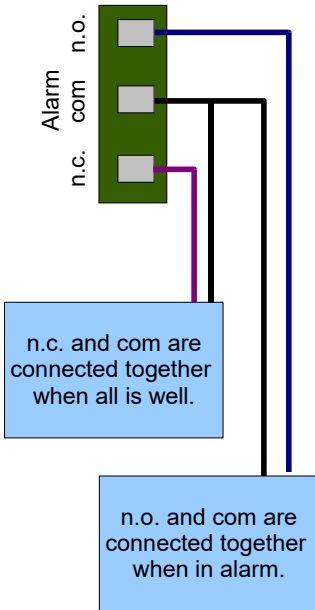 n.o.
Alarm
com
n.c.
n.c. and com are
connected together
when all is well.
n.o. and com are
connected together
when in alarm.